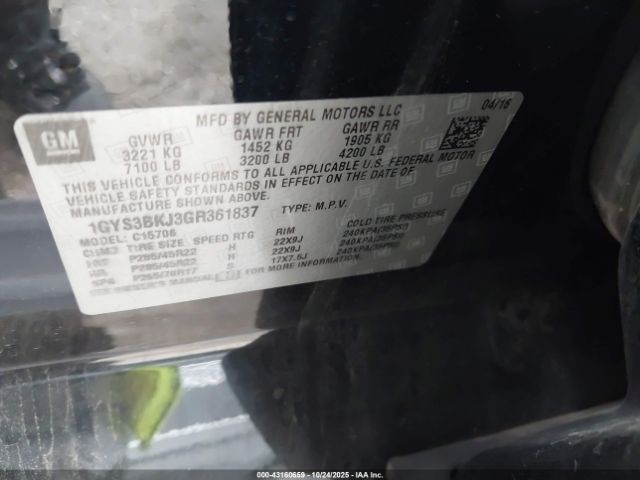 GM
MFD BY GENERAL MOTORS LLC 04/16
GVWR GAWR FRT GAWR RR
3221 KG 1452 KG 1905 KG
7100 LB 3200 LB 4200 LB
THIS VEHICLE CONFORMS TO ALL APPLICABLE U.S. FEDERAL MOTOR
VEHICLE SAFETY STANDARDS IN EFFECT ON THE DATE OF
MANUFACTURE SHOWN ABOVE.
1GYS3BKJ3GR361837 TYPE: M.P.V.
MODEL: C15706
TIRE SIZE SPEED RTG RIM COLD TIRE PRESSURE
P285/45R22 H 22X9J 240KPA(35PSI)
P285/45R22 H 22X9J 240KPA(35PSI)
SPA P265/70R17 S 17X7.5J
OWNER'S MANUAL FOR MORE INFORMATION.
000-43160659 - 10/24/2025 - IAA Inc.